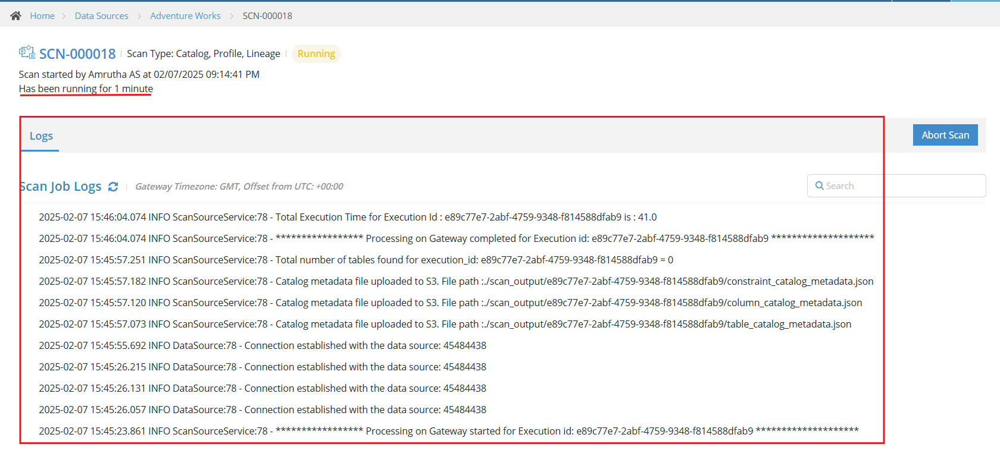 Home > Data Sources > Adventure Works > SCN-000018
SCN-000018 | Scan Type: Catalog, Profile, Lineage | Running
Scan started by Amrutha AS at 02/07/2025 09:14:41 PM
Has been running for 1 minute
Logs
Abort Scan
Scan Job Logs | Gateway Timezone: GMT, Offset from UTC: +00:00
Search
2025-02-07 15:46:04.074 INFO ScanSourceService:78 - Total Execution Time for Execution Id : e89c77e7-2abf-4759-9348-f814588dfab9 is : 41.0
2025-02-07 15:46:04.074 INFO ScanSourceService:78 - ***************** Processing on Gateway completed for Execution id: e89c77e7-2abf-4759-9348-f814588dfab9 ********************
2025-02-07 15:45:57.251 INFO ScanSourceService:78 - Total number of tables found for execution_id: e89c77e7-2abf-4759-9348-f814588dfab9 = 0
2025-02-07 15:45:57.182 INFO ScanSourceService:78 - Catalog metadata file uploaded to S3. File path :./scan_output/e89c77e7-2abf-4759-9348-f814588dfab9/constraint_catalog_metadata.json
2025-02-07 15:45:57.120 INFO ScanSourceService:78 - Catalog metadata file uploaded to S3. File path :./scan_output/e89c77e7-2abf-4759-9348-f814588dfab9/column_catalog_metadata.json
2025-02-07 15:45:57.073 INFO ScanSourceService:78 - Catalog metadata file uploaded to S3. File path :./scan_output/e89c77e7-2abf-4759-9348-f814588dfab9/table_catalog_metadata.json
2025-02-07 15:45:55.692 INFO DataSource:78 - Connection established with the data source: 45484438
2025-02-07 15:45:26.215 INFO DataSource:78 - Connection established with the data source: 45484438
2025-02-07 15:45:26.131 INFO DataSource:78 - Connection established with the data source: 45484438
2025-02-07 15:45:26.057 INFO DataSource:78 - Connection established with the data source: 45484438
2025-02-07 15:45:23.861 INFO ScanSourceService:78 - ***************** Processing on Gateway started for Execution id: e89c77e7-2abf-4759-9348-f814588dfab9 ********************